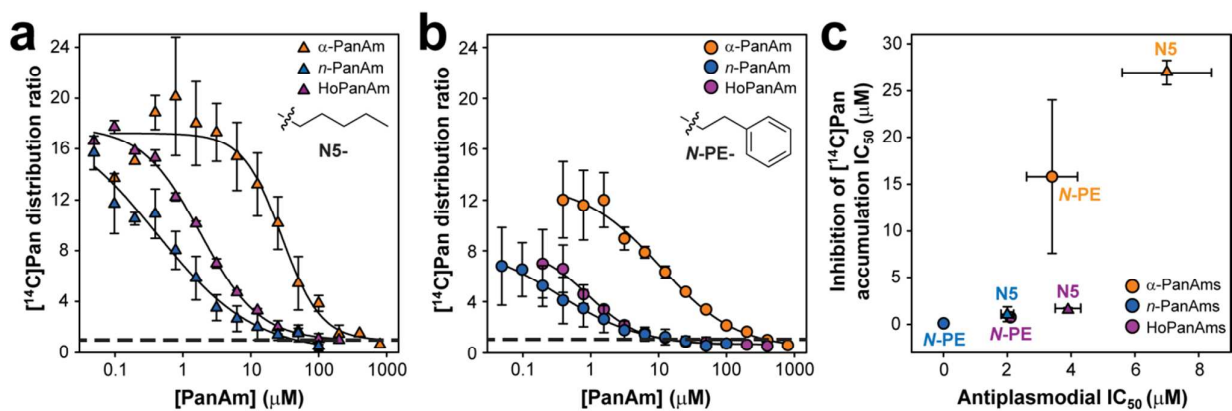 a
[¹⁴C]Pan distribution ratio
24
20
16
12
8
4
0
0.1
1
10
100
1000
[PanAm] (μM)
α-PanAm
n-PanAm
HoPanAm
N5-
b
[¹⁴C]Pan distribution ratio
24
20
16
12
8
4
0
0.1
1
10
100
1000
[PanAm] (μM)
α-PanAm
n-PanAm
HoPanAm
N-PE-
c
Inhibition of [¹⁴C]Pan
accumulation IC₅₀ (μM)
30
25
20
15
10
5
0
0
2
4
6
8
Antiplasmodial IC₅₀ (μM)
N5
N-PE
N5
N5
N-PE
N-PE
α-PanAms
n-PanAms
HoPanAms